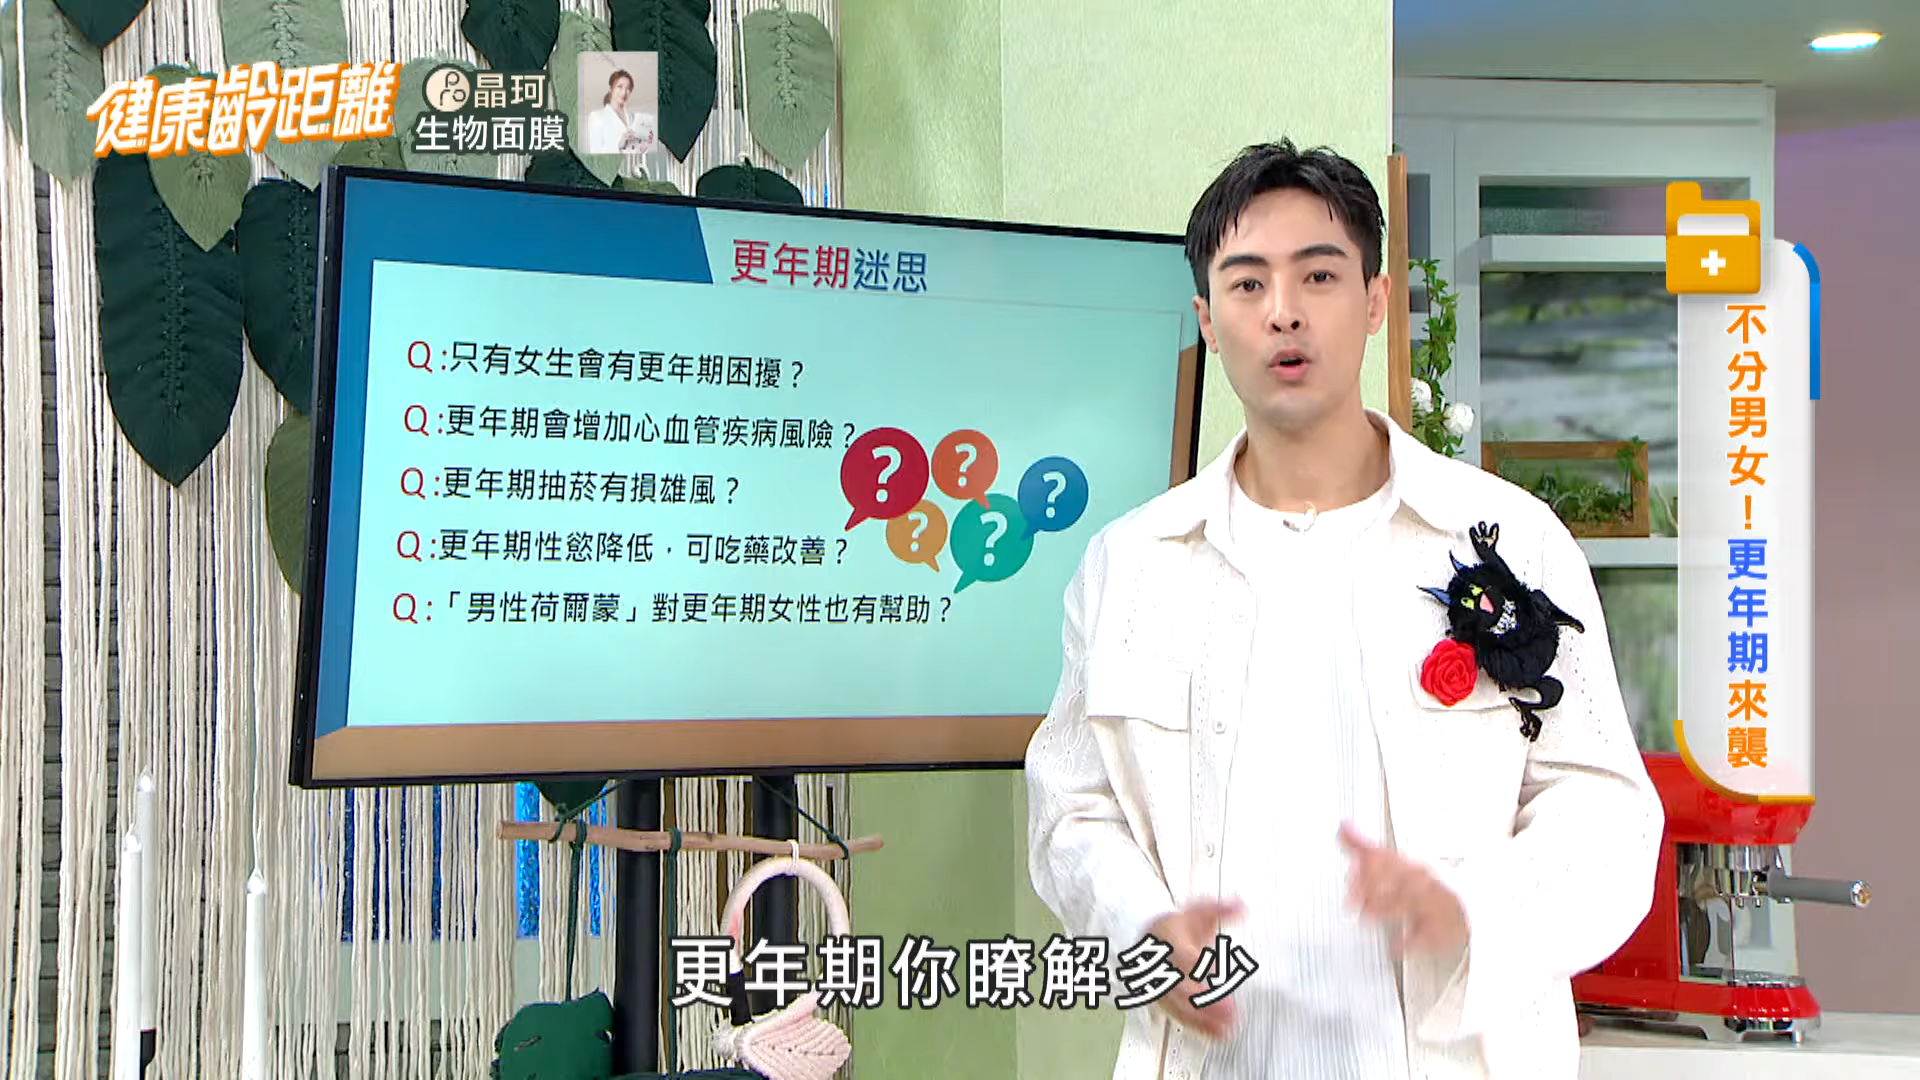 健康齡距離
晶珂
生物面膜
更年期迷思
Q:只有女生會有更年期困擾？
Q:更年期會增加心血管疾病風險？
Q:更年期抽菸有損雄風？
Q:更年期性慾降低，可吃藥改善？
Q:「男性荷爾蒙」對更年期女性也有幫助？
不分男女！更年期來襲
更年期你瞭解多少